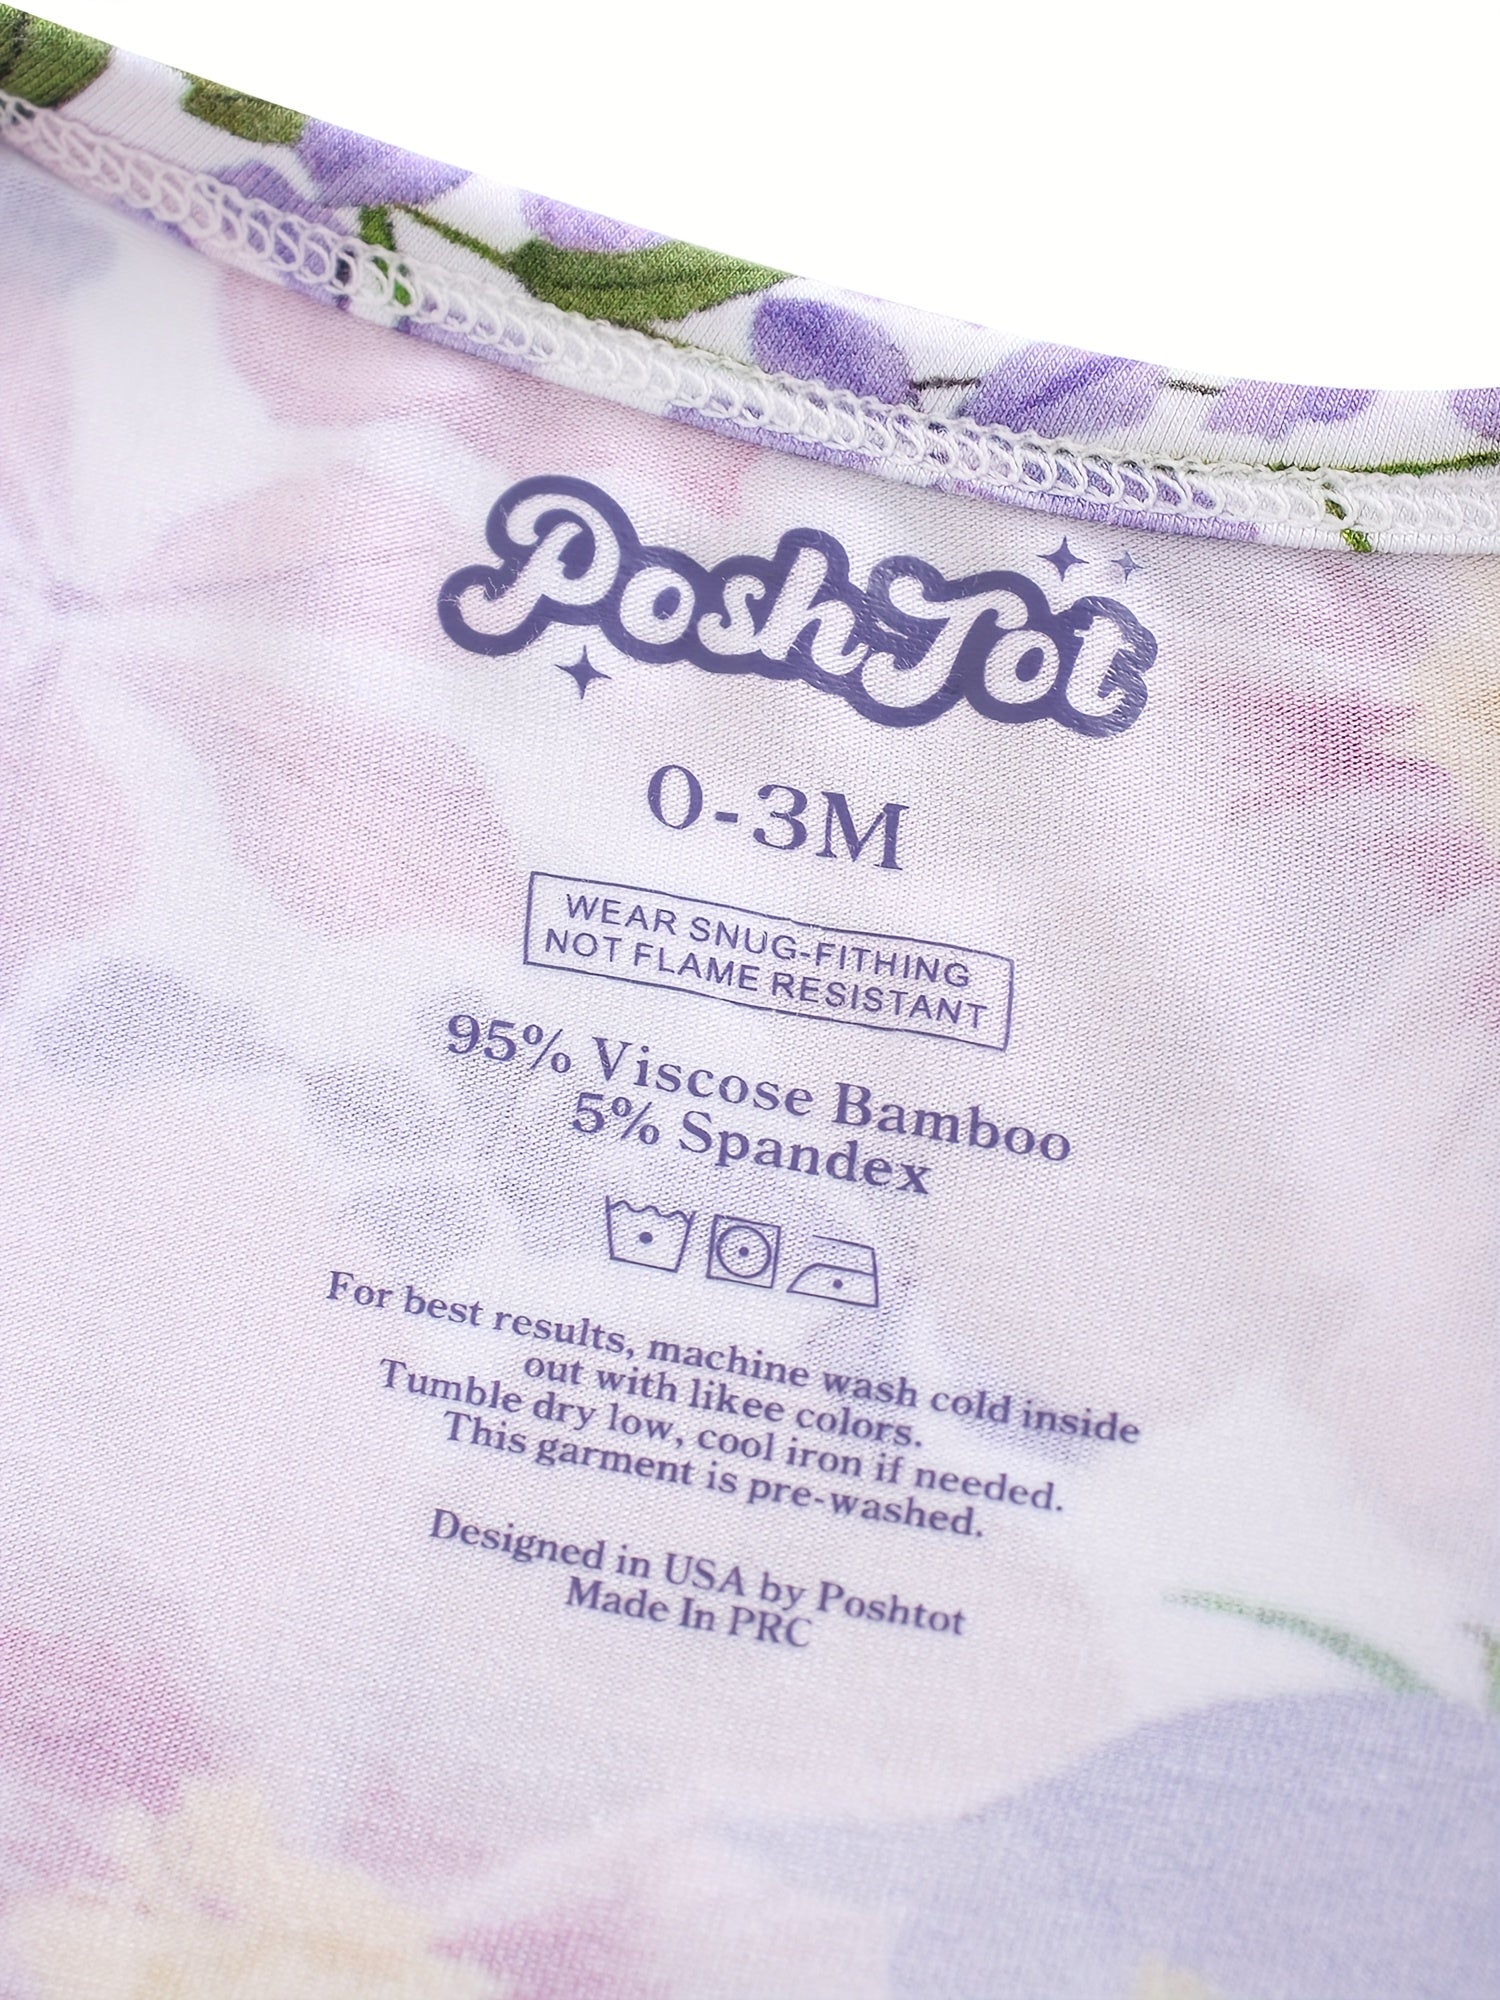 PoshTot
0-3M
WEAR SNUG-FITHING
NOT FLAME RESISTANT
95% Viscose Bamboo
5% Spandex
For best results, machine wash cold inside
out with likee colors.
Tumble dry low, cool iron if needed.
This garment is pre-washed.
Designed in USA by Poshtot
Made In PRC